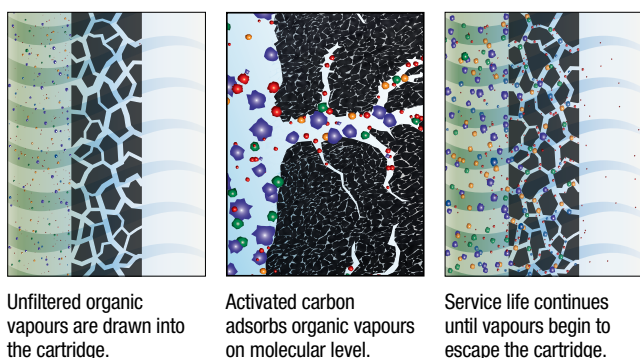 Unfiltered organic
vapours are drawn into
the cartridge.
Activated carbon
adsorbs organic vapours
on molecular level.
Service life continues
until vapours begin to
escape the cartridge.